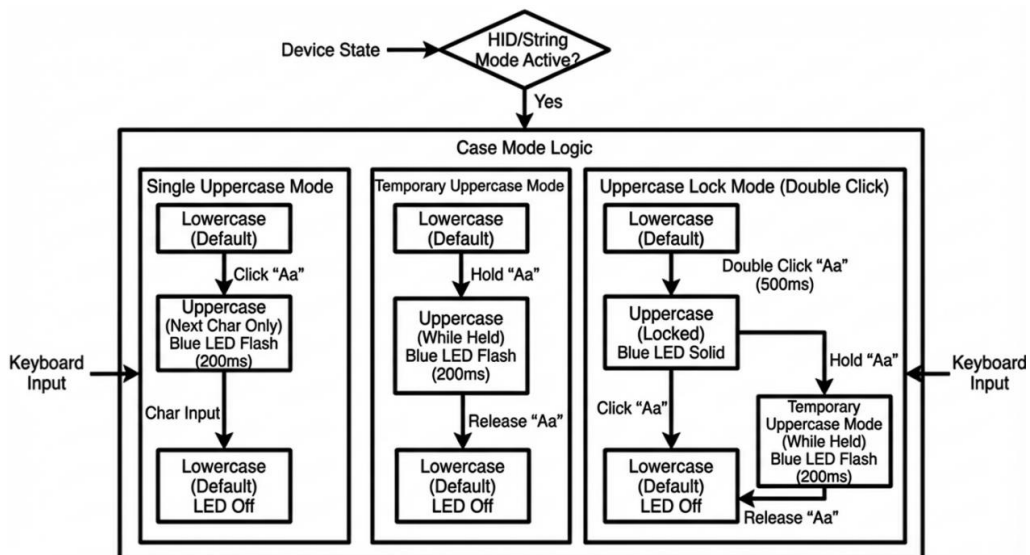 Device State
HID/String
Mode Active?
Yes
Case Mode Logic
Single Uppercase Mode
Lowercase
(Default)
Click “Aa”
Uppercase
(Next Char Only)
Blue LED Flash
(200ms)
Char Input
Lowercase
(Default)
LED Off
Temporary Uppercase Mode
Lowercase
(Default)
Hold “Aa”
Uppercase
(While Held)
Blue LED Flash
(200ms)
Release “Aa”
Lowercase
(Default)
LED Off
Uppercase Lock Mode (Double Click)
Lowercase
(Default)
Double Click “Aa”
(500ms)
Uppercase
(Locked)
Blue LED Solid
Hold “Aa”
Click “Aa”
Temporary
Uppercase Mode
(While Held)
Blue LED Flash
(200ms)
Lowercase
(Default)
LED Off
Release “Aa”
Keyboard
Input
Keyboard
Input